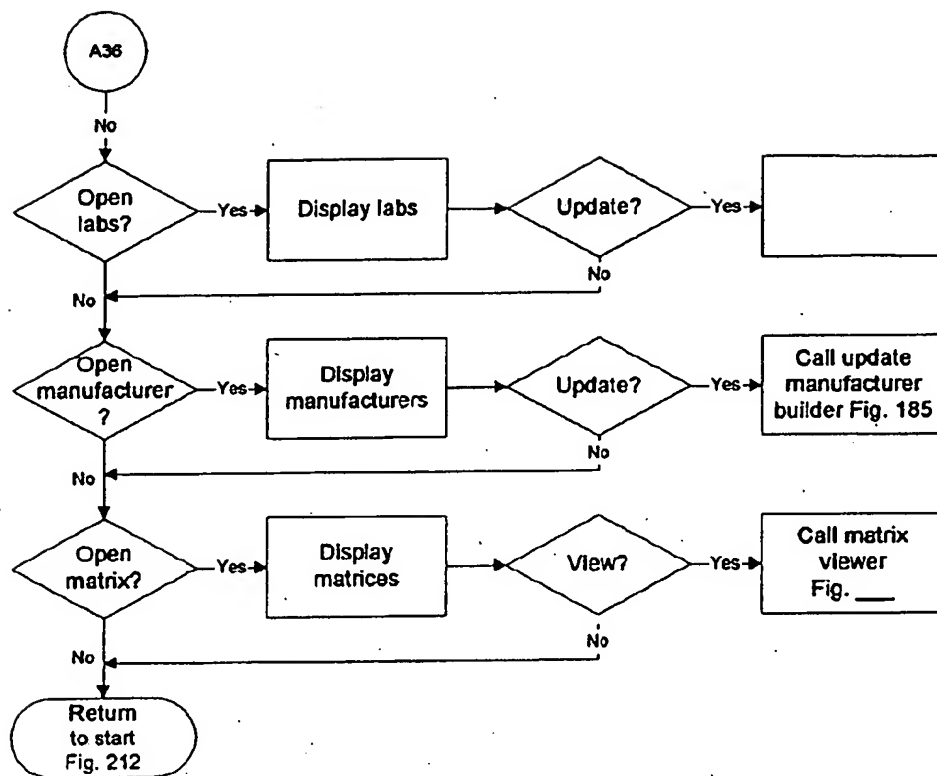 A36
No
Open
labs?
Yes
Display labs
Update?
Yes
No
No
Open
manufacturer
?
Yes
Display
manufacturers
Update?
Yes
Call update
manufacturer
builder Fig. 185
No
No
Open
matrix?
Yes
Display
matrices
View?
Yes
Call matrix
viewer
Fig. ___
No
No
Return
to start
Fig. 212